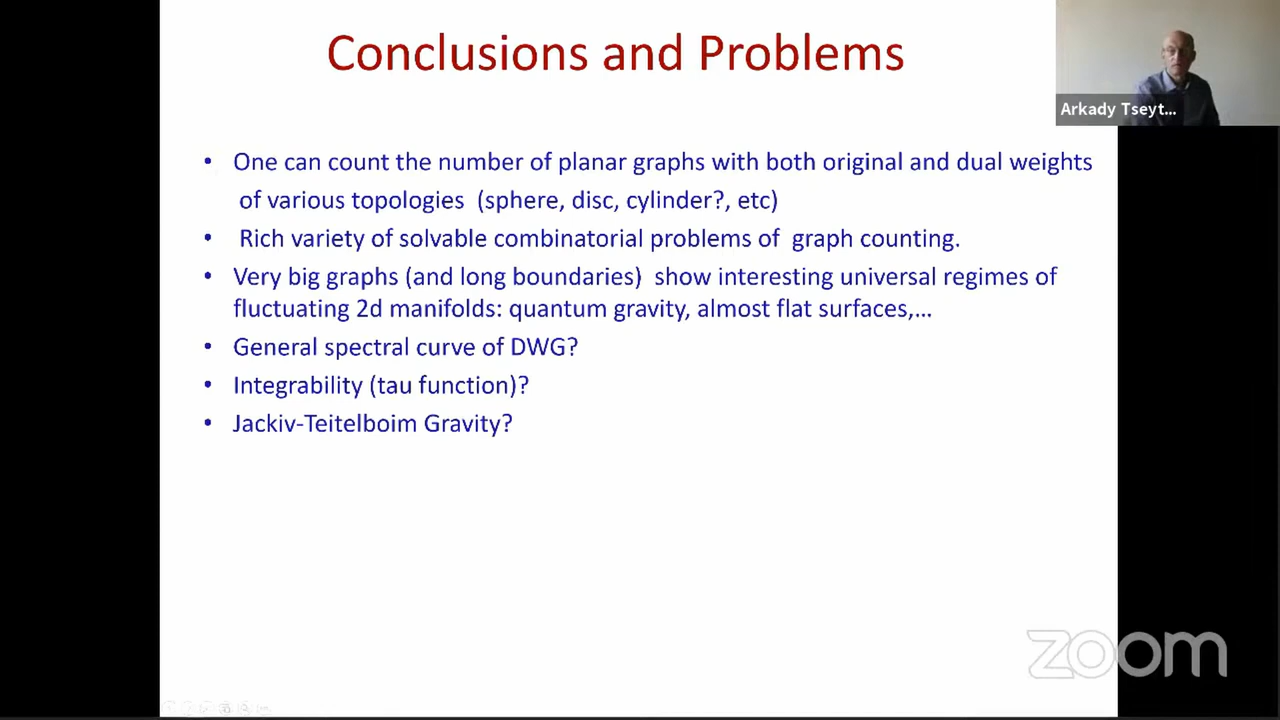 Conclusions and Problems
Arkady Tseyt...
• One can count the number of planar graphs with both original and dual weights
of various topologies (sphere, disc, cylinder?, etc)
• Rich variety of solvable combinatorial problems of graph counting.
• Very big graphs (and long boundaries) show interesting universal regimes of
fluctuating 2d manifolds: quantum gravity, almost flat surfaces,...
• General spectral curve of DWG?
• Integrability (tau function)?
• Jackiv-Teitelboim Gravity?
zoom